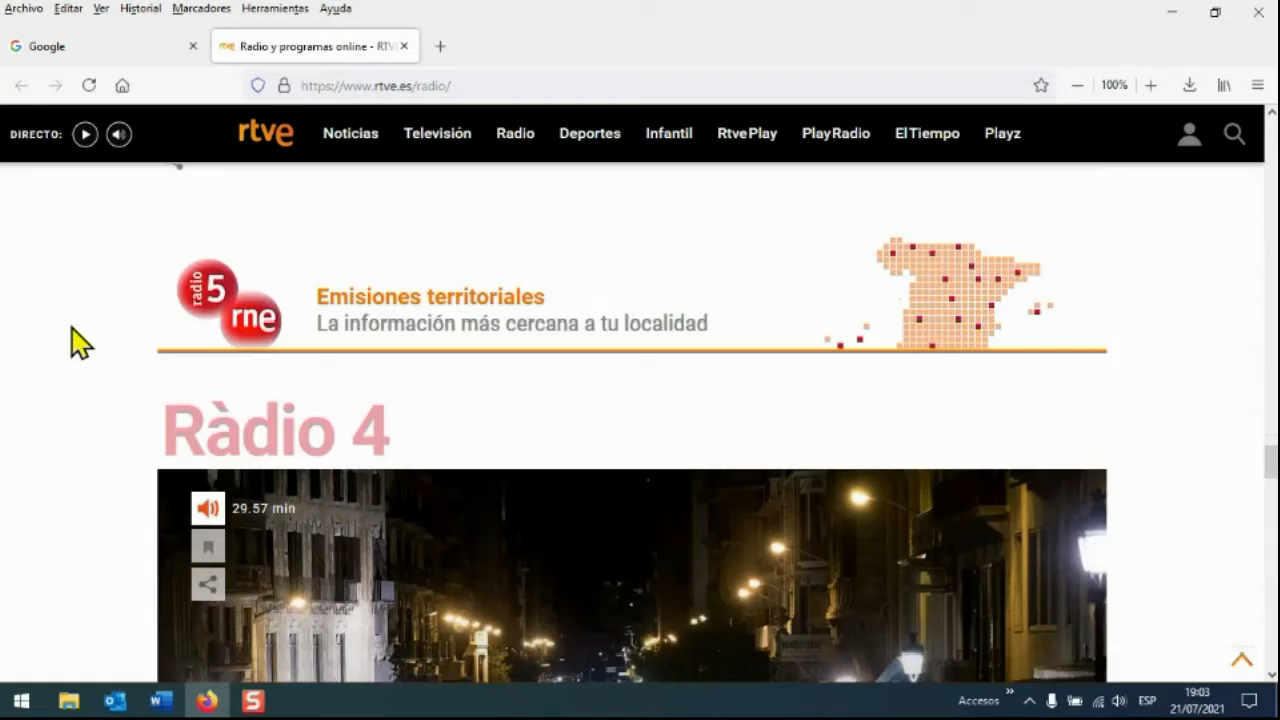 Archivo Editar Ver Historial Marcadores Herramientas Ayuda
Google
rtve Radio y programas online - RTV
https://www.rtve.es/radio/
100%
DIRECTO:
rtve Noticias Televisión Radio Deportes Infantil RtvePlay PlayRadio ElTiempo Playz
radio 5
rne
Emisiones territoriales
La información más cercana a tu localidad
Ràdio 4
29.57 min
Accesos
ESP
19:03
21/07/2021